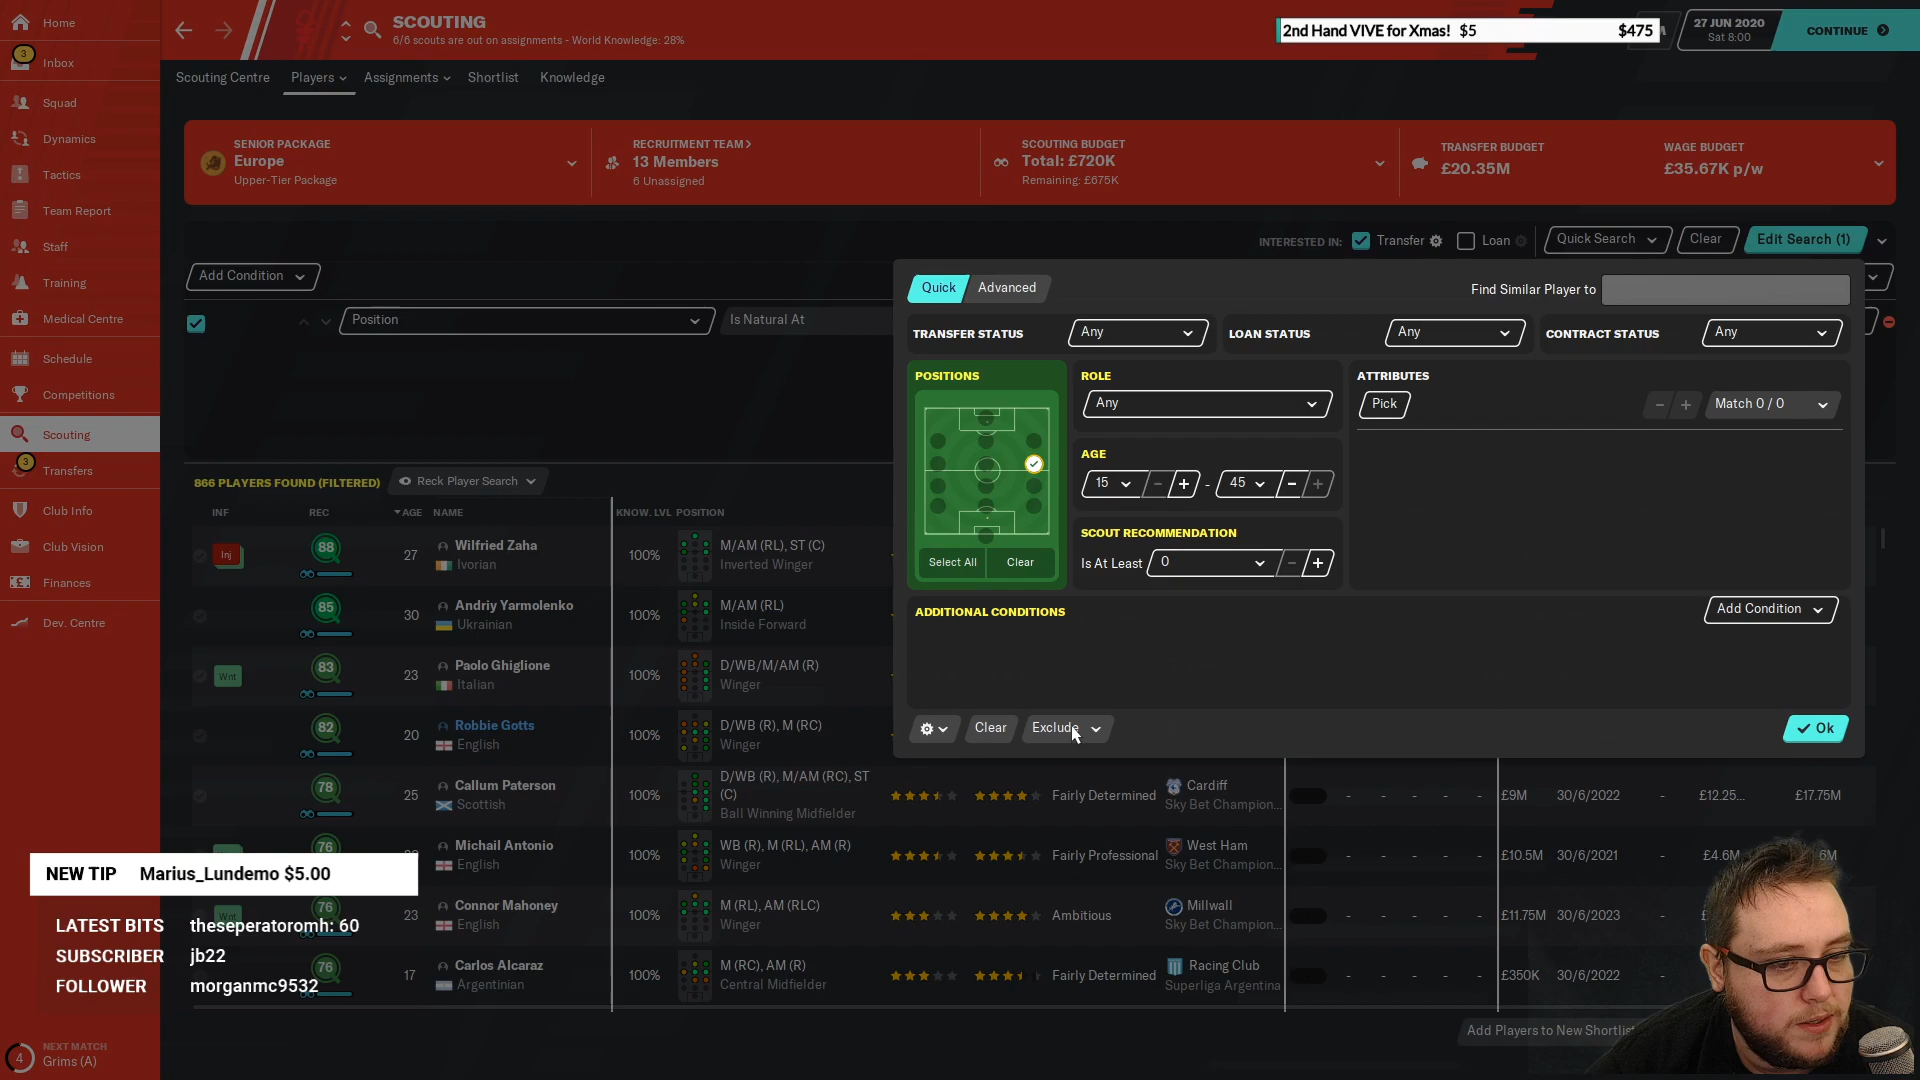 Home
3
Inbox
Squad
Dynamics
Tactics
Team Report
Staff
Training
Medical Centre
Schedule
Competitions
Scouting
3
Transfers
Club Info
Club Vision
Finances
Dev. Centre
4
NEXT MATCH
Grims (A)
SCOUTING
6/6 scouts are out on assignments - World Knowledge: 28%
2nd Hand VIVE for Xmas! $5 $475
27 JUN 2020
Sat 8:00
CONTINUE
Scouting Centre Players Assignments Shortlist Knowledge
SENIOR PACKAGE
Europe
Upper-Tier Package
RECRUITMENT TEAM>
13 Members
6 Unassigned
SCOUTING BUDGET
Total: £720K
Remaining: £675K
TRANSFER BUDGET
£20.35M
WAGE BUDGET
£35.67K p/w
INTERESTED IN: Transfer Loan Quick Search Clear Edit Search (1)
Add Condition
Position Is Natural At
Quick Advanced Find Similar Player to
TRANSFER STATUS Any LOAN STATUS Any CONTRACT STATUS Any
POSITIONS
Select All Clear
ROLE
Any
AGE
15 - + - 45 - +
SCOUT RECOMMENDATION
Is At Least 0 - +
ATTRIBUTES
Pick - + Match 0 / 0
ADDITIONAL CONDITIONS Add Condition
Clear Exclude Ok
866 PLAYERS FOUND (FILTERED) Reck Player Search
INF REC AGE NAME KNOW. LVL POSITION
Inj 88 27 Wilfried Zaha 100% M/AM (RL), ST (C)
Ivorian Inverted Winger
85 30 Andriy Yarmolenko 100% M/AM (RL)
Ukrainian Inside Forward
Wnt 83 23 Paolo Ghiglione 100% D/WB/M/AM (R)
Italian Winger
82 20 Robbie Gotts 100% D/WB (R), M (RC)
English Winger
78 25 Callum Paterson 100% D/WB (R), M/AM (RC), ST (C) Fairly Determined Cardiff - - - - - £9M 30/6/2022 - £12.25... £17.75M
Scottish Ball Winning Midfielder Sky Bet Champion...
76 Michail Antonio 100% WB (R), M (RL), AM (R) Fairly Professional West Ham - - - - - £10.5M 30/6/2021 - £4.6M
English Winger Sky Bet Champion...
Wnt 76 23 Connor Mahoney 100% M (RL), AM (RLC) Ambitious Millwall - - - - - £11.75M 30/6/2023 -
English Winger Sky Bet Champion...
76 17 Carlos Alcaraz 100% M (RC), AM (R) Fairly Determined Racing Club - - - - - £350K 30/6/2022 -
Argentinian Central Midfielder Superliga Argentina
Add Players to New Shortlist
NEW TIP Marius_Lundemo $5.00
LATEST BITS theseperatoromh: 60
SUBSCRIBER jb22
FOLLOWER morganmc9532